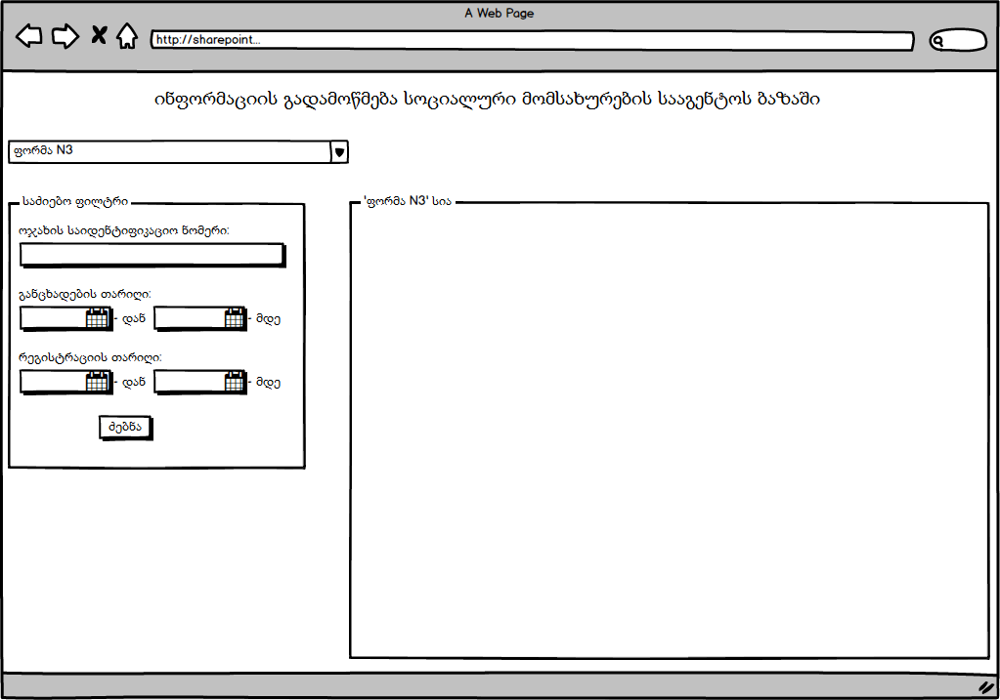 A Web Page
http://sharepoint...
ინფორმაციის გადამოწმება სოციალური მომსახურების სააგენტოს ბაზაში
ფორმა N3
საძიებო ფილტრი
ოჯახის საიდენტიფიკაციო ნომერი:
განცხადების თარიღი:
- დან - მდე
რეგისტრაციის თარიღი:
- დან - მდე
ძებნა
'ფორმა N3' სია